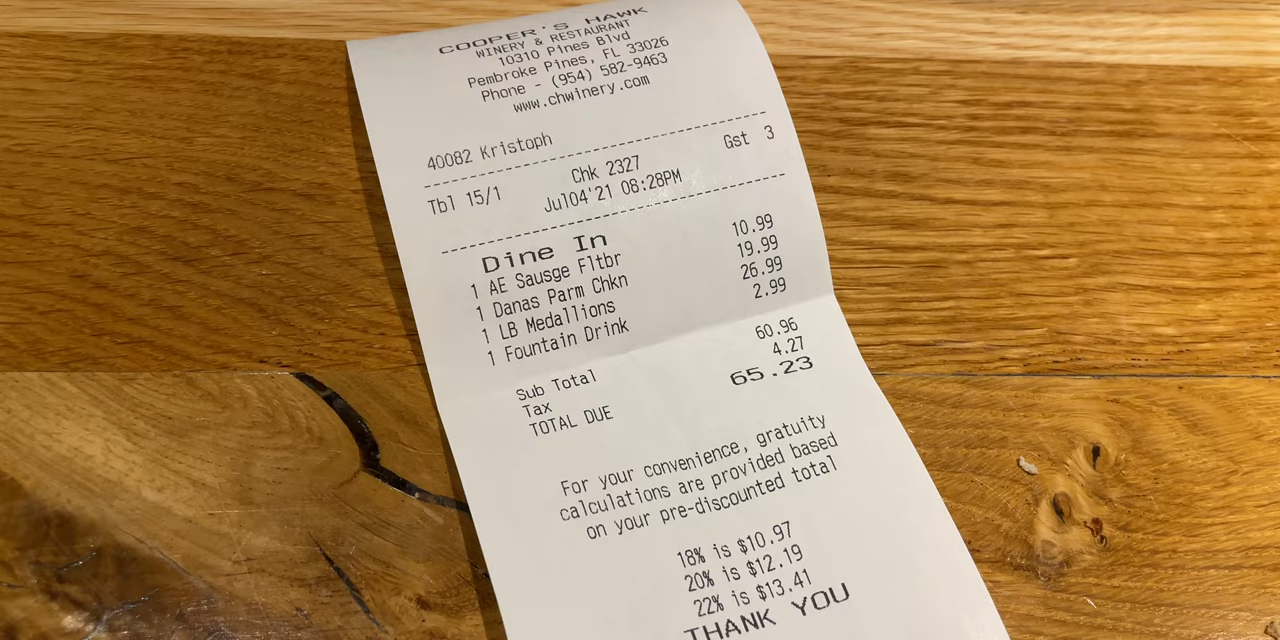 COOPER'S HAWK
WINERY & RESTAURANT
10310 Pines Blvd
Pembroke Pines, FL 33026
Phone - (954) 582-9463
www.chwinery.com
40082 Kristoph
Tbl 15/1 Chk 2327 Gst 3
Jul04'21 06:28PM
Dine In
1 AE Sausge Fltbr 10.99
1 Danas Parm Chkn 19.99
1 LB Medallions 26.99
1 Fountain Drink 2.99
Sub Total 60.96
Tax 4.27
TOTAL DUE 65.23
For your convenience, gratuity
calculations are provided based
on your pre-discounted total
18% is $10.97
20% is $12.19
22% is $13.41
THANK YOU